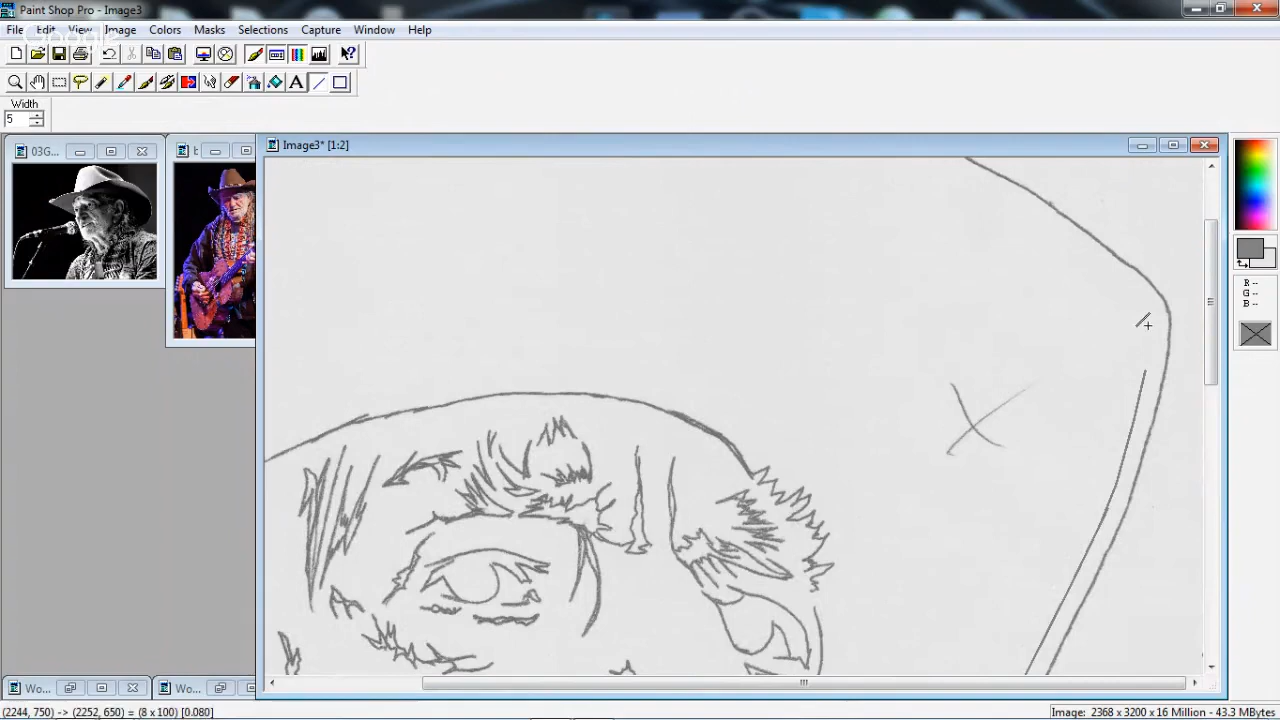 Paint Shop Pro - Image3
File Edit View Image Colors Masks Selections Capture Window Help
Google
Width
5
03G...
Image3* [1:2]
R --
G --
B --
Wo...
Wo...
(2244, 750) -> (2252, 650) = (8 x 100) [0.080]
Image: 2368 x 3200 x 16 Million - 43.3 MBytes